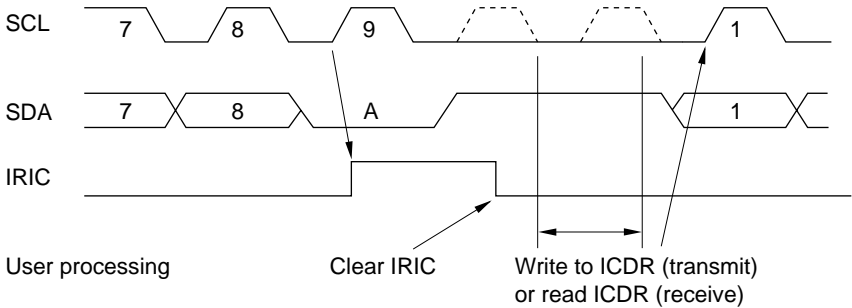 SCL 7 8 9 1
SDA 7 8 A 1
IRIC
User processing Clear IRIC Write to ICDR (transmit)
or read ICDR (receive)